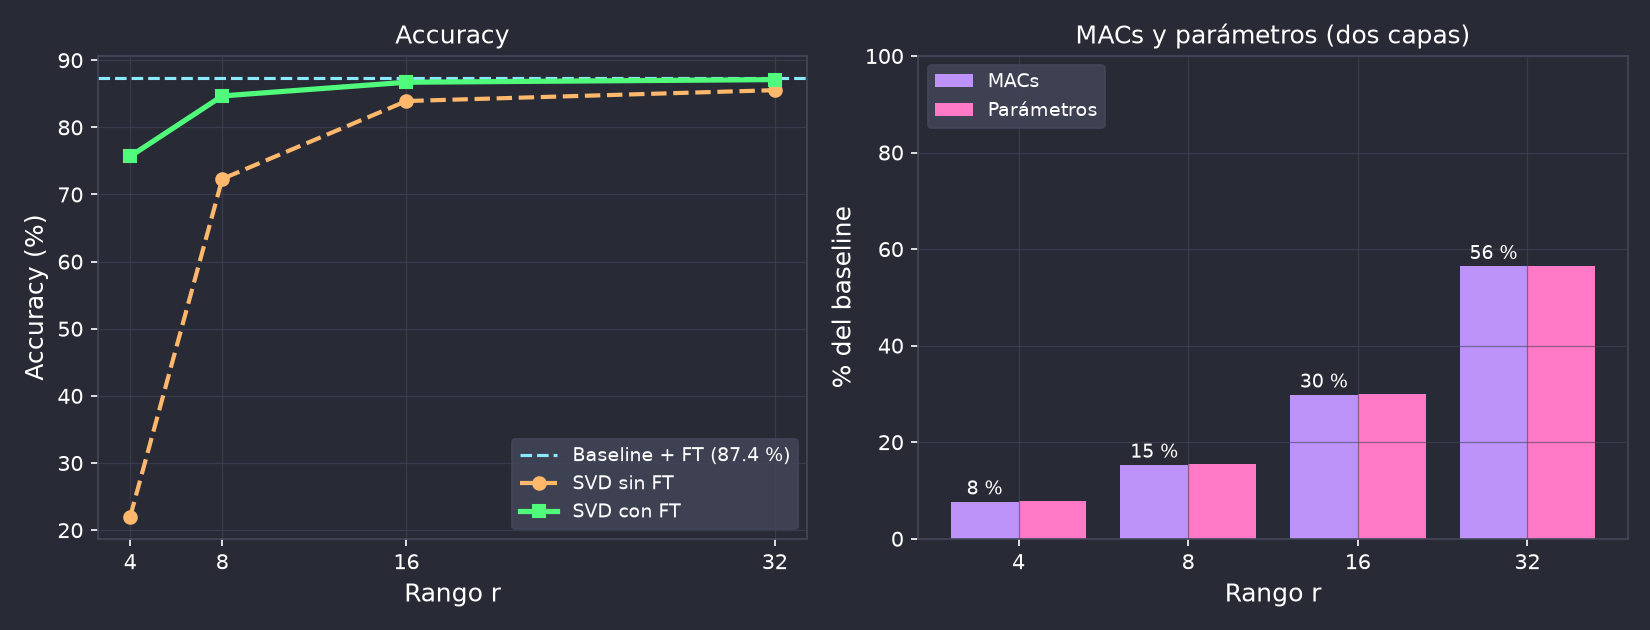 Accuracy
Accuracy (%)
90
80
70
60
50
40
30
20
Baseline + FT (87.4 %)
SVD sin FT
SVD con FT
4 8 16 32
Rango r
MACs y parámetros (dos capas)
% del baseline
100
80
60
40
20
0
MACs
Parámetros
8 %
15 %
30 %
56 %
4 8 16 32
Rango r